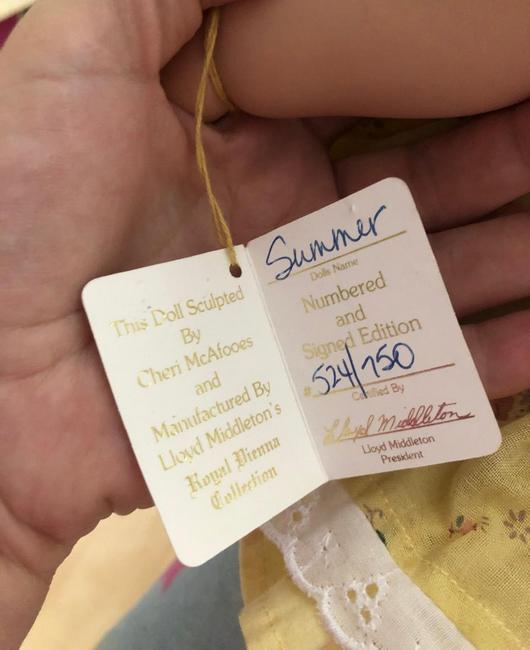 This Doll Sculpted
By
Cheri McAfooes
and
Manufactured By
Lloyd Middleton's
Royal Vienna
Collection
Summer
Dolls Name
Numbered
and
Signed Edition
#524/750
Certified By
Lloyd Middleton
Lloyd Middleton
President